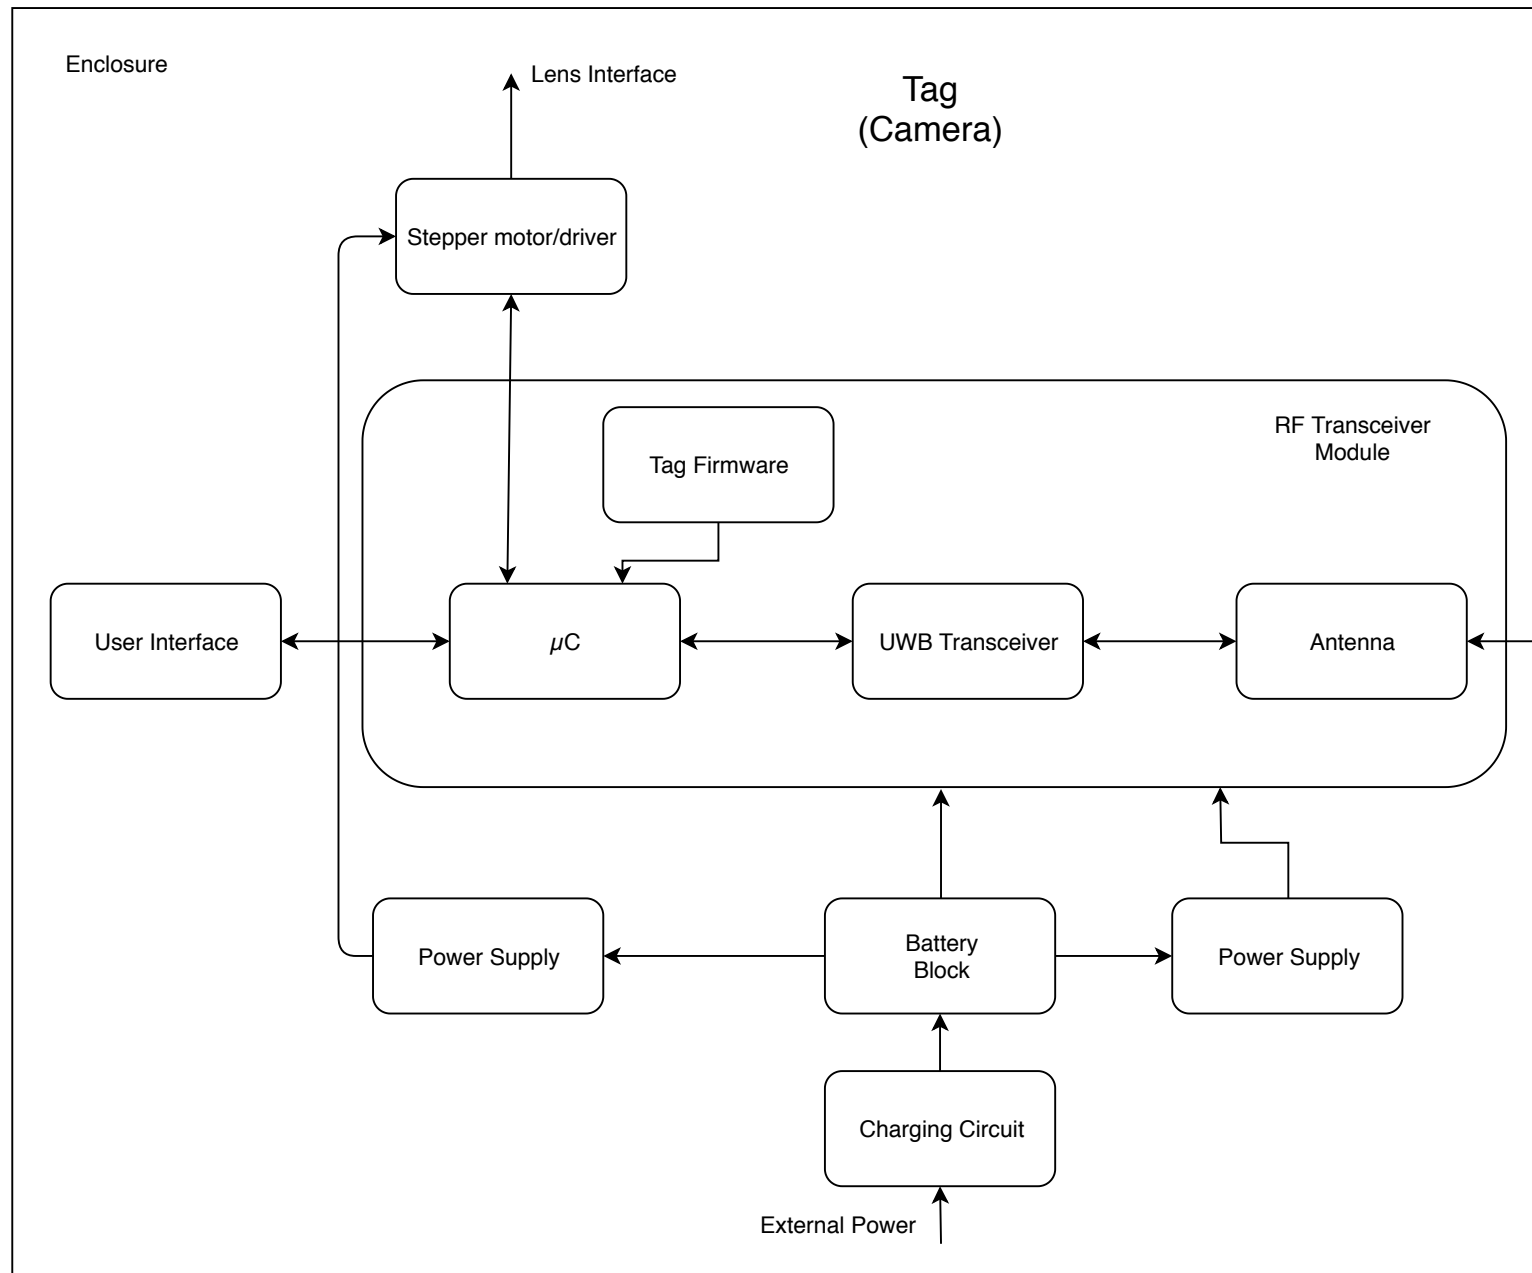 Enclosure
Lens Interface
Tag
(Camera)
Stepper motor/driver
RF Transceiver
Module
Tag Firmware
User Interface
µC
UWB Transceiver
Antenna
Power Supply
Battery
Block
Power Supply
Charging Circuit
External Power